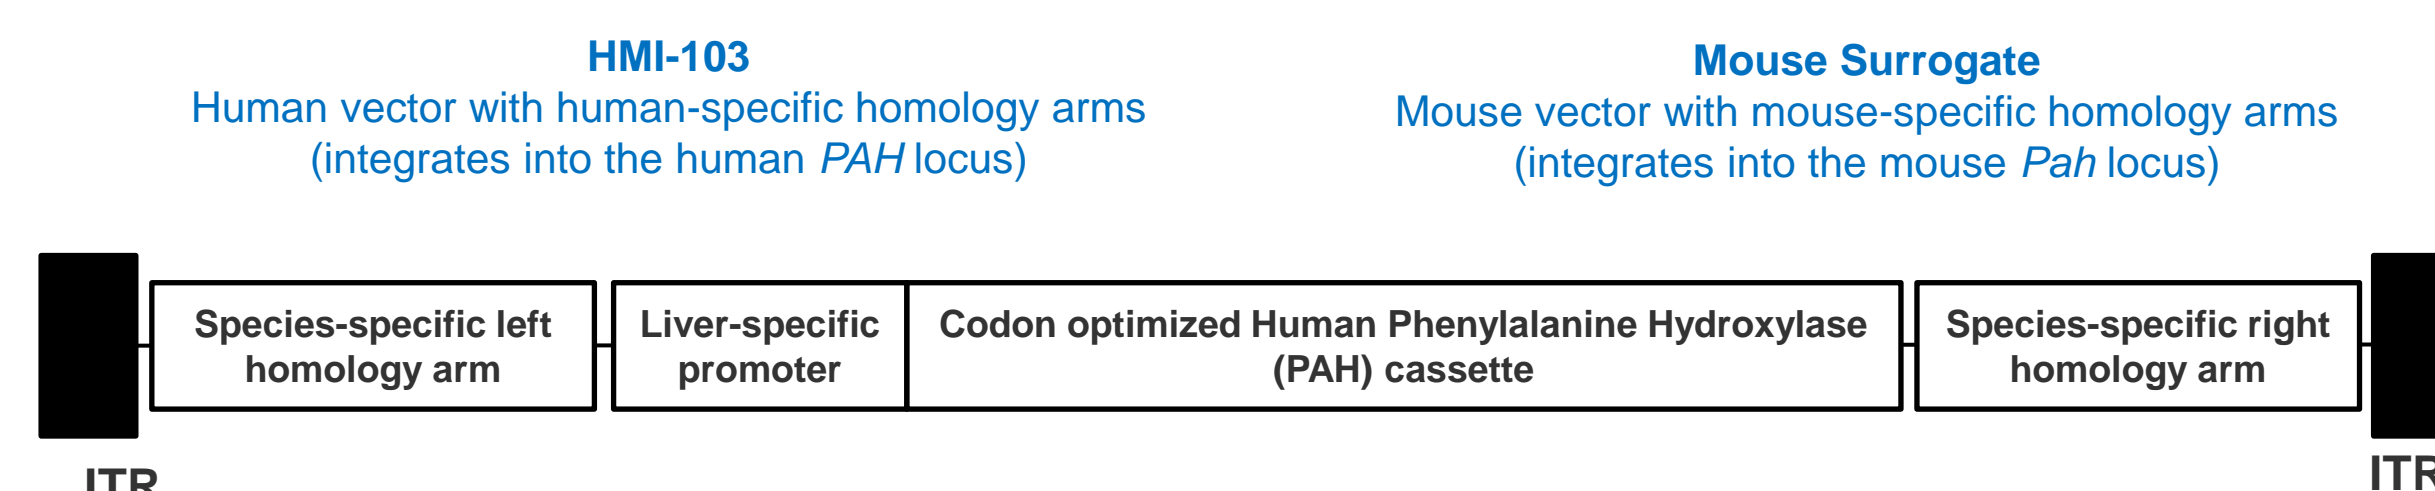 HMI-103
Human vector with human-specific homology arms
(integrates into the human PAH locus)
Mouse Surrogate
Mouse vector with mouse-specific homology arms
(integrates into the mouse Pah locus)
Species-specific left
homology arm
Liver-specific
promoter
Codon optimized Human Phenylalanine Hydroxylase
(PAH) cassette
Species-specific right
homology arm
ITR
ITR